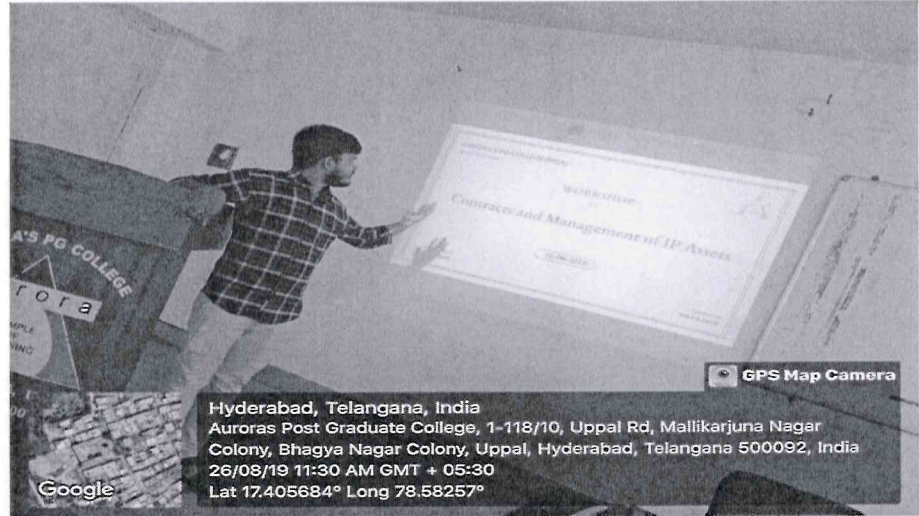 WORKSHOP
Contracts and Management of IP Assets
A'S PG COLLEGE
rora
GPS Map Camera
Hyderabad, Telangana, India
Auroras Post Graduate College, 1-118/10, Uppal Rd, Mallikarjuna Nagar
Colony, Bhagya Nagar Colony, Uppal, Hyderabad, Telangana 500092, India
26/08/19 11:30 AM GMT + 05:30
Lat 17.405684° Long 78.58257°
Google